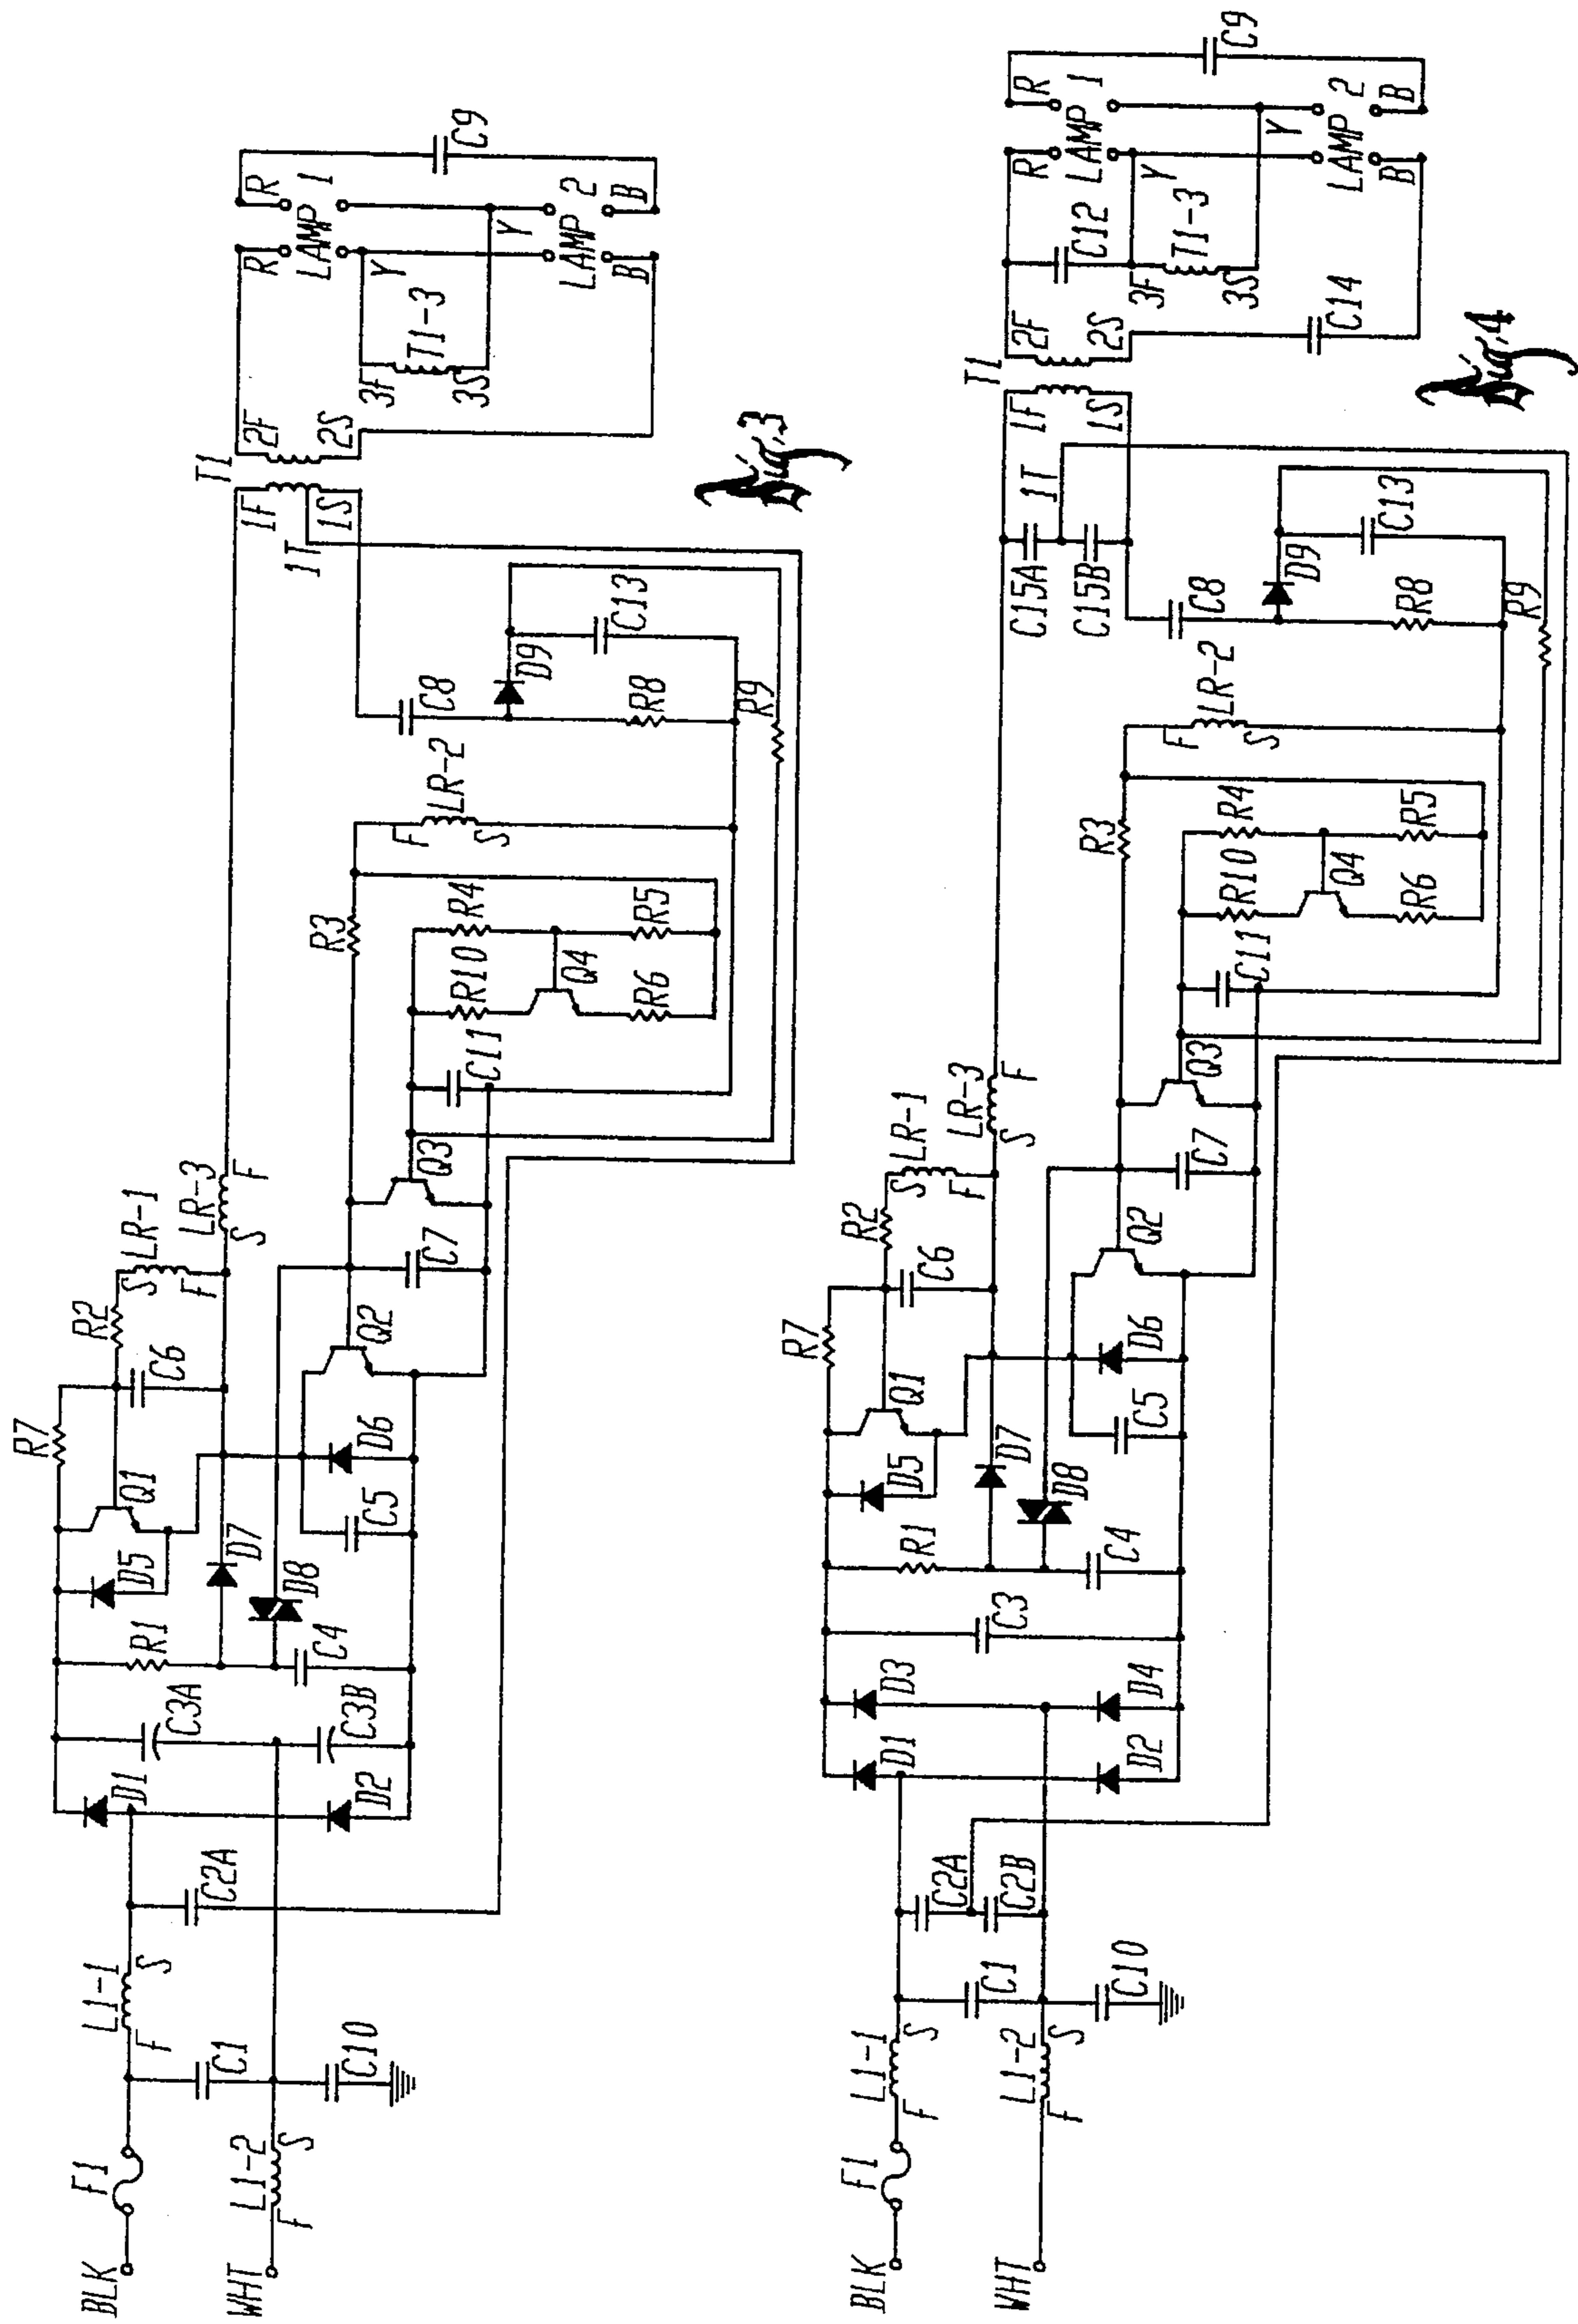 BLK
F1
WHT
L1-2
F
S
C1
C10
L1-1
F
S
C2A
D1
D2
C3A
C3B
R1
C4
D5
D7
D8
Q1
R7
C5
D6
C6
R2
Q2
S
LR-1
F
LR-3
S
F
C7
Q3
C11
R10
R4
Q4
R6
R5
R3
F
LR-2
S
C8
R8
D9
C13
R9
T1
1F
1T
1S
2F
2S
3F
T1-3
3S
R
R
LAMP 1
Y
Y
LAMP 2
B
B
C9
Fig. 3
BLK
F1
WHT
L1-1
F
S
L1-2
F
S
C1
C10
C2A
C2B
D1
D3
D2
D4
C3
R1
C4
D5
D7
D8
Q1
R7
C5
D6
C6
R2
Q2
S
LR-1
F
LR-3
S
F
C7
Q3
C11
R10
R4
Q4
R6
R5
R3
F
LR-2
S
C8
R8
D9
C13
R9
C15A
C15B
1T
T1
1F
1S
2F
2S
C14
C12
3F
T1-3
3S
R
R
LAMP 1
Y
Y
LAMP 2
B
B
C9
Fig. 4